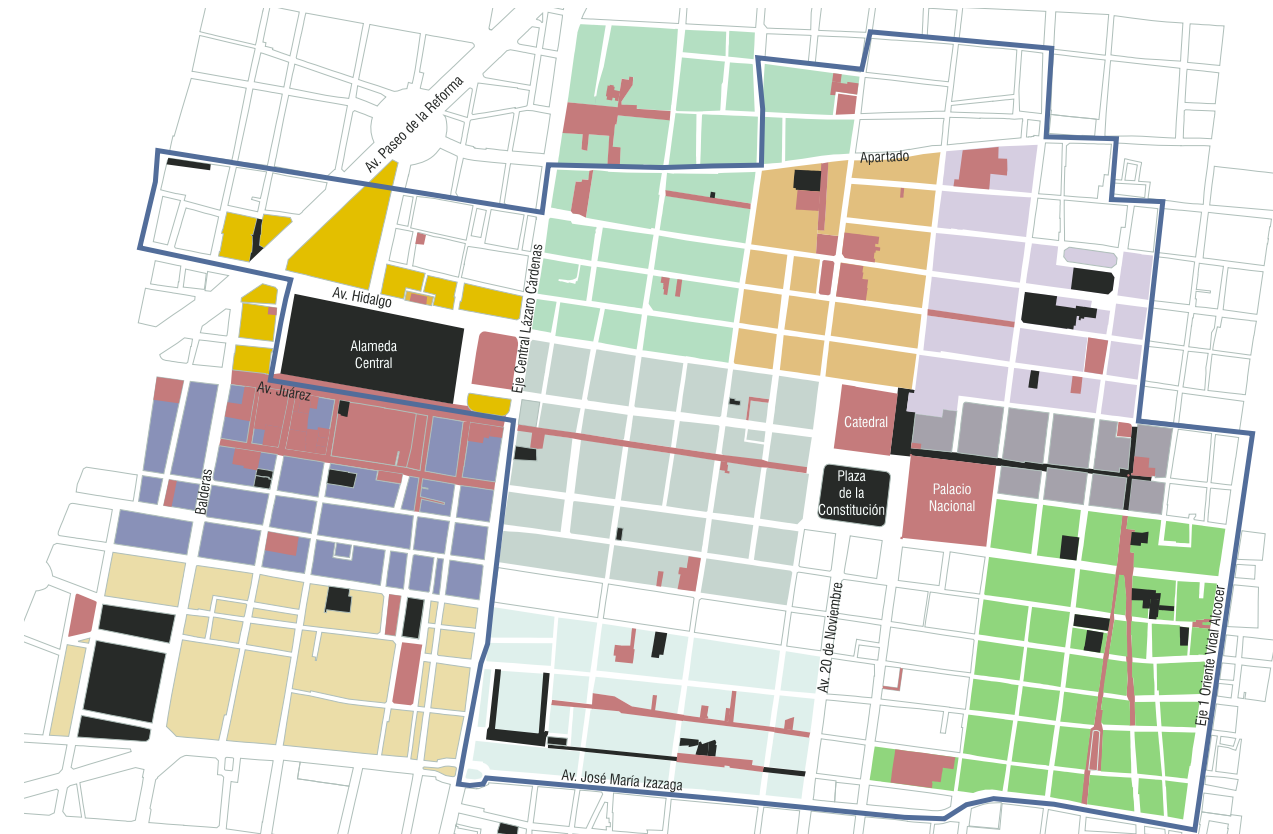 Av. Paseo de la Reforma
Apartado
Eje Central Lázaro Cárdenas
Av. Hidalgo
Alameda
Central
Av. Juárez
Catedral
Balderas
Plaza
de la
Constitución
Palacio
Nacional
Av. 20 de Noviembre
Eje 1 Oriente Vidal Alcocer
Av. José María Izazaga